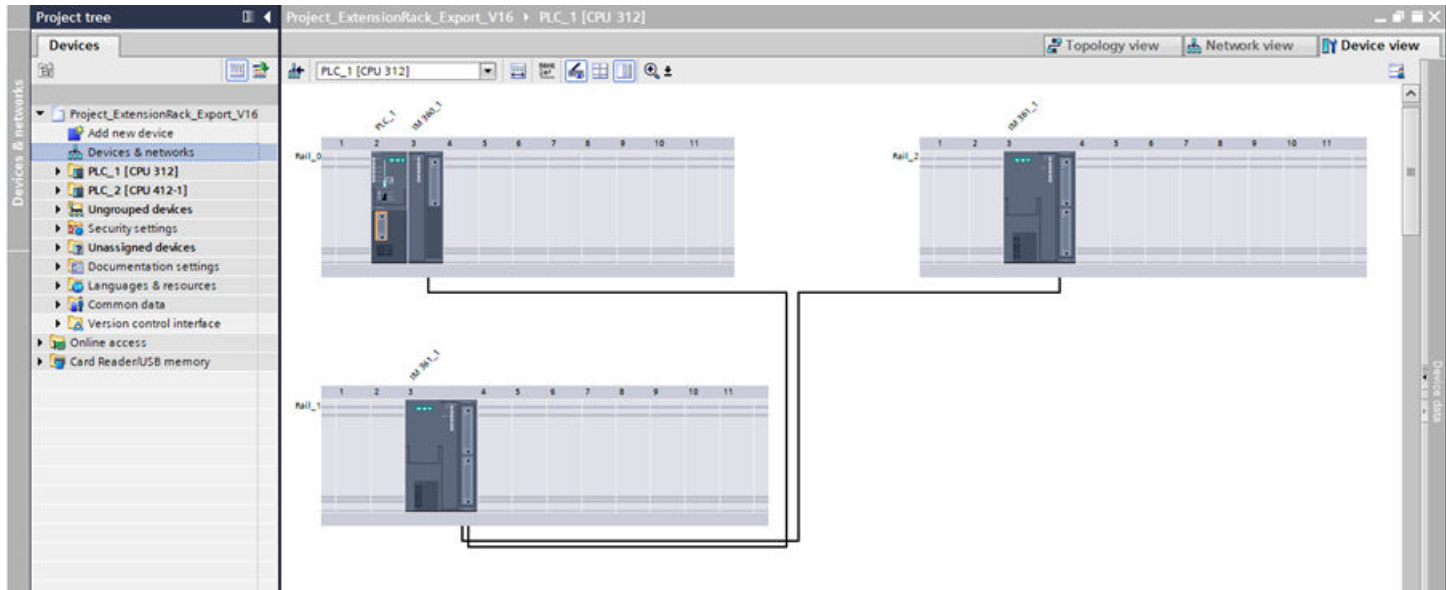 Project tree
Project_ExtensionRack_Export_V16 ▸ PLC_1 [CPU 312]
Devices
Topology view
Network view
Device view
PLC_1 [CPU 312]
Devices & networks
Project_ExtensionRack_Export_V16
Add new device
Devices & networks
PLC_1 [CPU 312]
PLC_2 [CPU 412-1]
Ungrouped devices
Security settings
Unassigned devices
Documentation settings
Languages & resources
Common data
Version control interface
Online access
Card Reader/USB memory
PLC_1
IM 360_1
1 2 3 4 5 6 7 8 9 10 11
Rail_0
IM 361_1
1 2 3 4 5 6 7 8 9 10 11
Rail_2
IM 361_1
1 2 3 4 5 6 7 8 9 10 11
Rail_1
Device data